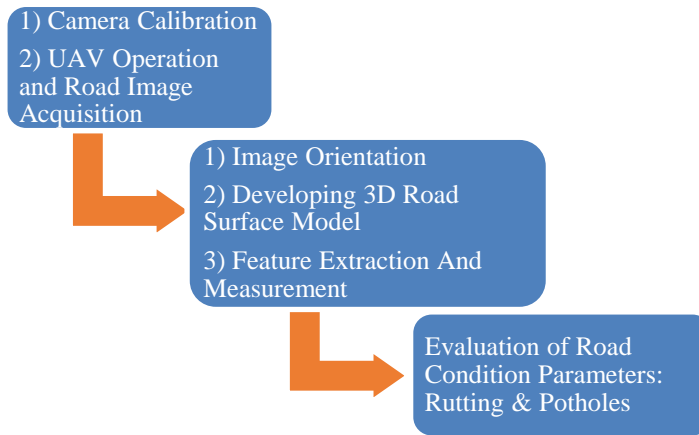 1) Camera Calibration
2) UAV Operation
and Road Image
Acquisition
1) Image Orientation
2) Developing 3D Road
Surface Model
3) Feature Extraction And
Measurement
Evaluation of Road
Condition Parameters:
Rutting & Potholes